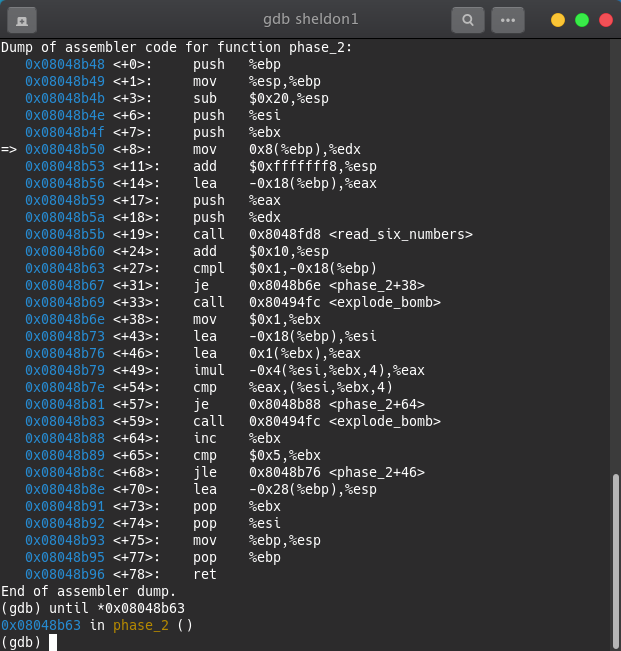 gdb sheldon1
Dump of assembler code for function phase_2:
   0x08048b48 <+0>:     push   %ebp
   0x08048b49 <+1>:     mov    %esp,%ebp
   0x08048b4b <+3>:     sub    $0x20,%esp
   0x08048b4e <+6>:     push   %esi
   0x08048b4f <+7>:     push   %ebx
=> 0x08048b50 <+8>:     mov    0x8(%ebp),%edx
   0x08048b53 <+11>:    add    $0xfffffff8,%esp
   0x08048b56 <+14>:    lea    -0x18(%ebp),%eax
   0x08048b59 <+17>:    push   %eax
   0x08048b5a <+18>:    push   %edx
   0x08048b5b <+19>:    call   0x8048fd8 <read_six_numbers>
   0x08048b60 <+24>:    add    $0x10,%esp
   0x08048b63 <+27>:    cmpl   $0x1,-0x18(%ebp)
   0x08048b67 <+31>:    je     0x8048b6e <phase_2+38>
   0x08048b69 <+33>:    call   0x80494fc <explode_bomb>
   0x08048b6e <+38>:    mov    $0x1,%ebx
   0x08048b73 <+43>:    lea    -0x18(%ebp),%esi
   0x08048b76 <+46>:    lea    0x1(%ebx),%eax
   0x08048b79 <+49>:    imul   -0x4(%esi,%ebx,4),%eax
   0x08048b7e <+54>:    cmp    %eax,(%esi,%ebx,4)
   0x08048b81 <+57>:    je     0x8048b88 <phase_2+64>
   0x08048b83 <+59>:    call   0x80494fc <explode_bomb>
   0x08048b88 <+64>:    inc    %ebx
   0x08048b89 <+65>:    cmp    $0x5,%ebx
   0x08048b8c <+68>:    jle    0x8048b76 <phase_2+46>
   0x08048b8e <+70>:    lea    -0x28(%ebp),%esp
   0x08048b91 <+73>:    pop    %ebx
   0x08048b92 <+74>:    pop    %esi
   0x08048b93 <+75>:    mov    %ebp,%esp
   0x08048b95 <+77>:    pop    %ebp
   0x08048b96 <+78>:    ret
End of assembler dump.
(gdb) until *0x08048b63
0x08048b63 in phase_2 ()
(gdb)